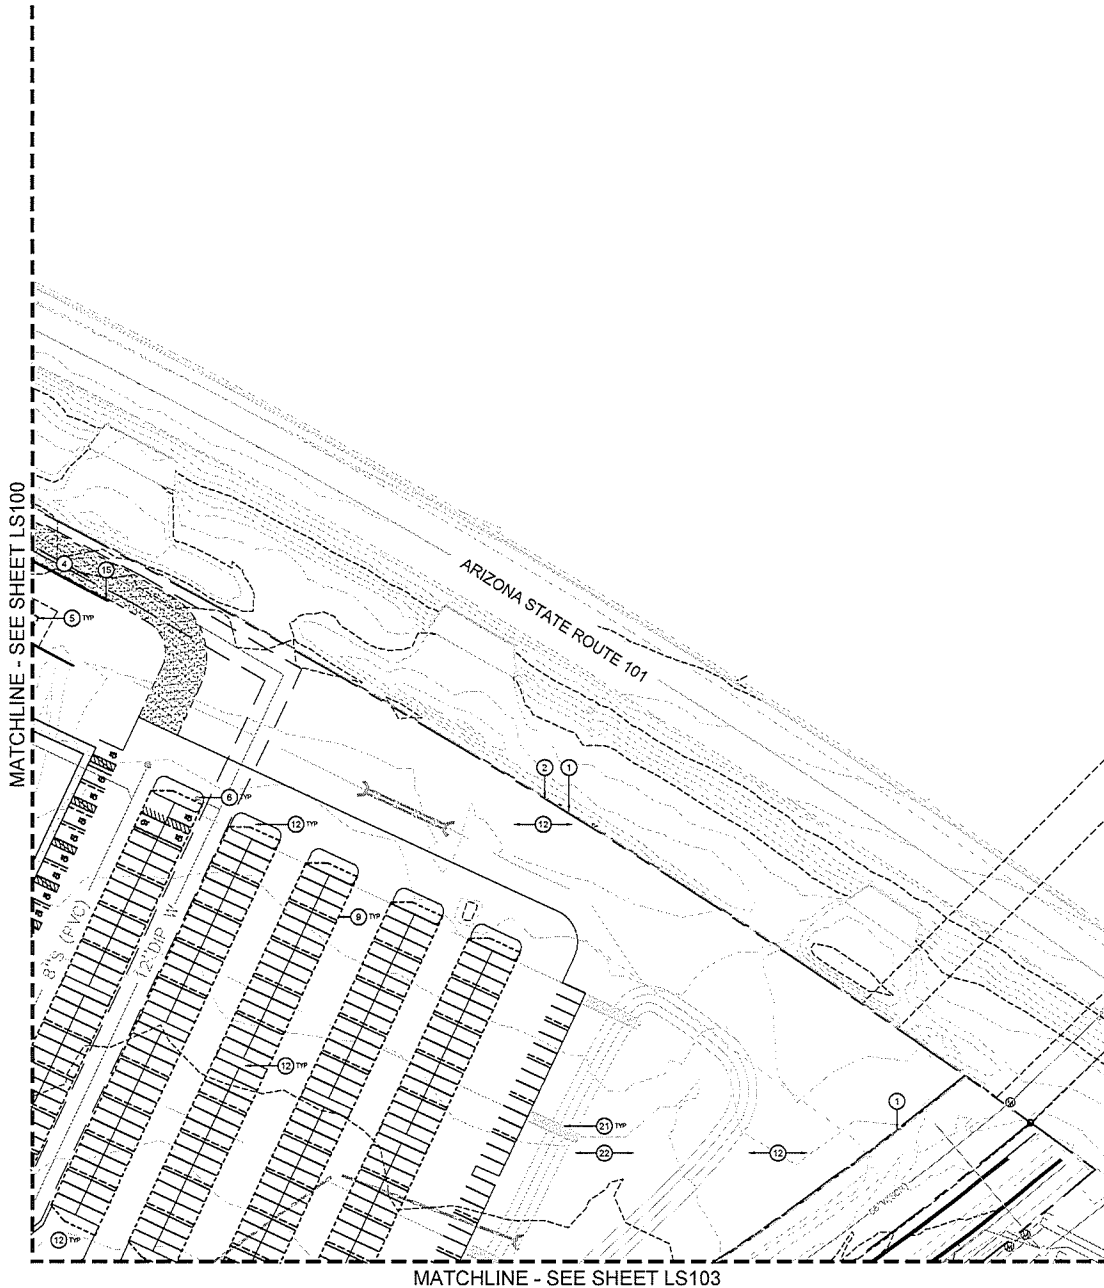 MATCHLINE - SEE SHEET LS100
ARIZONA STATE ROUTE 101
4
15
5 TYP
2
1
6 TYP
12 TYP
12
9 TYP
8"S (PVC)
12"DIP W
12 TYP
1
21 TYP
22
12
12 TYP
M
M
M
MATCHLINE - SEE SHEET LS103